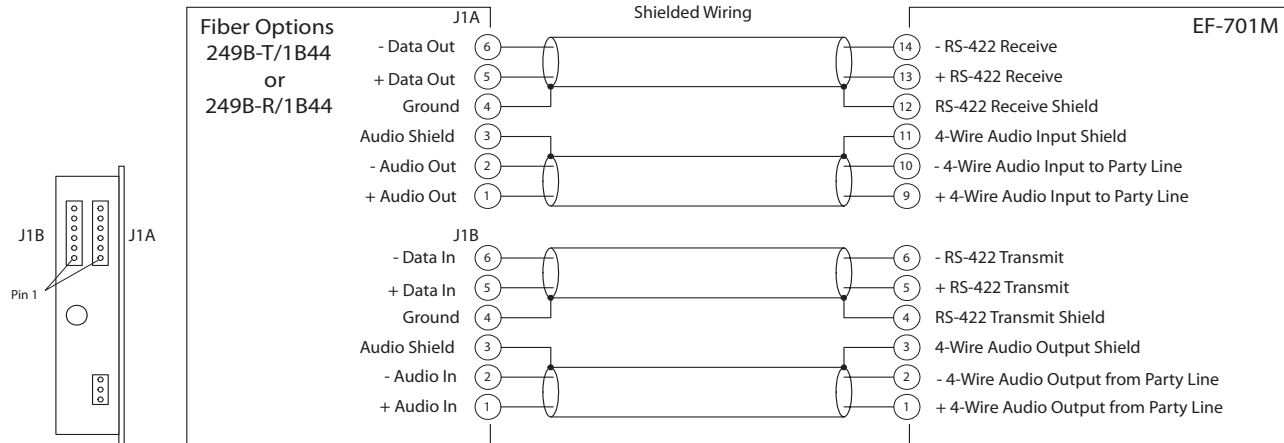 Fiber Options
249B-T/1B44
or
249B-R/1B44
Shielded Wiring
EF-701M
J1A
- Data Out 6 14 - RS-422 Receive
+ Data Out 5 13 + RS-422 Receive
Ground 4 12 RS-422 Receive Shield
Audio Shield 3 11 4-Wire Audio Input Shield
- Audio Out 2 10 - 4-Wire Audio Input to Party Line
+ Audio Out 1 9 + 4-Wire Audio Input to Party Line
J1B
- Data In 6 6 - RS-422 Transmit
+ Data In 5 5 + RS-422 Transmit
Ground 4 4 RS-422 Transmit Shield
Audio Shield 3 3 4-Wire Audio Output Shield
- Audio In 2 2 - 4-Wire Audio Output from Party Line
+ Audio In 1 1 + 4-Wire Audio Output from Party Line
J1B J1A
Pin 1